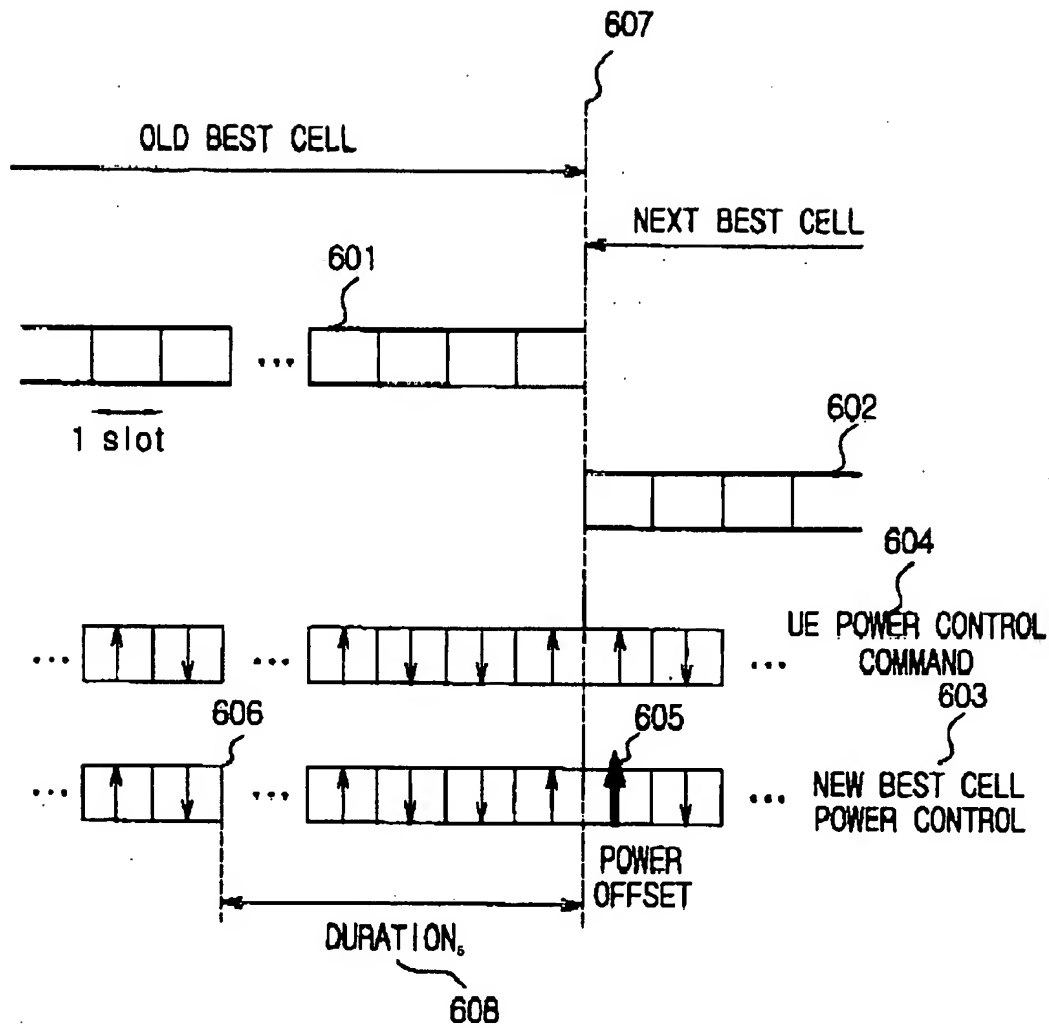 607
OLD BEST CELL
NEXT BEST CELL
601
...
1 slot
602
604
UE POWER CONTROL
COMMAND
... ... ...
606
605
603
NEW BEST CELL
POWER CONTROL
... ... ...
POWER
OFFSET
DURATION
608